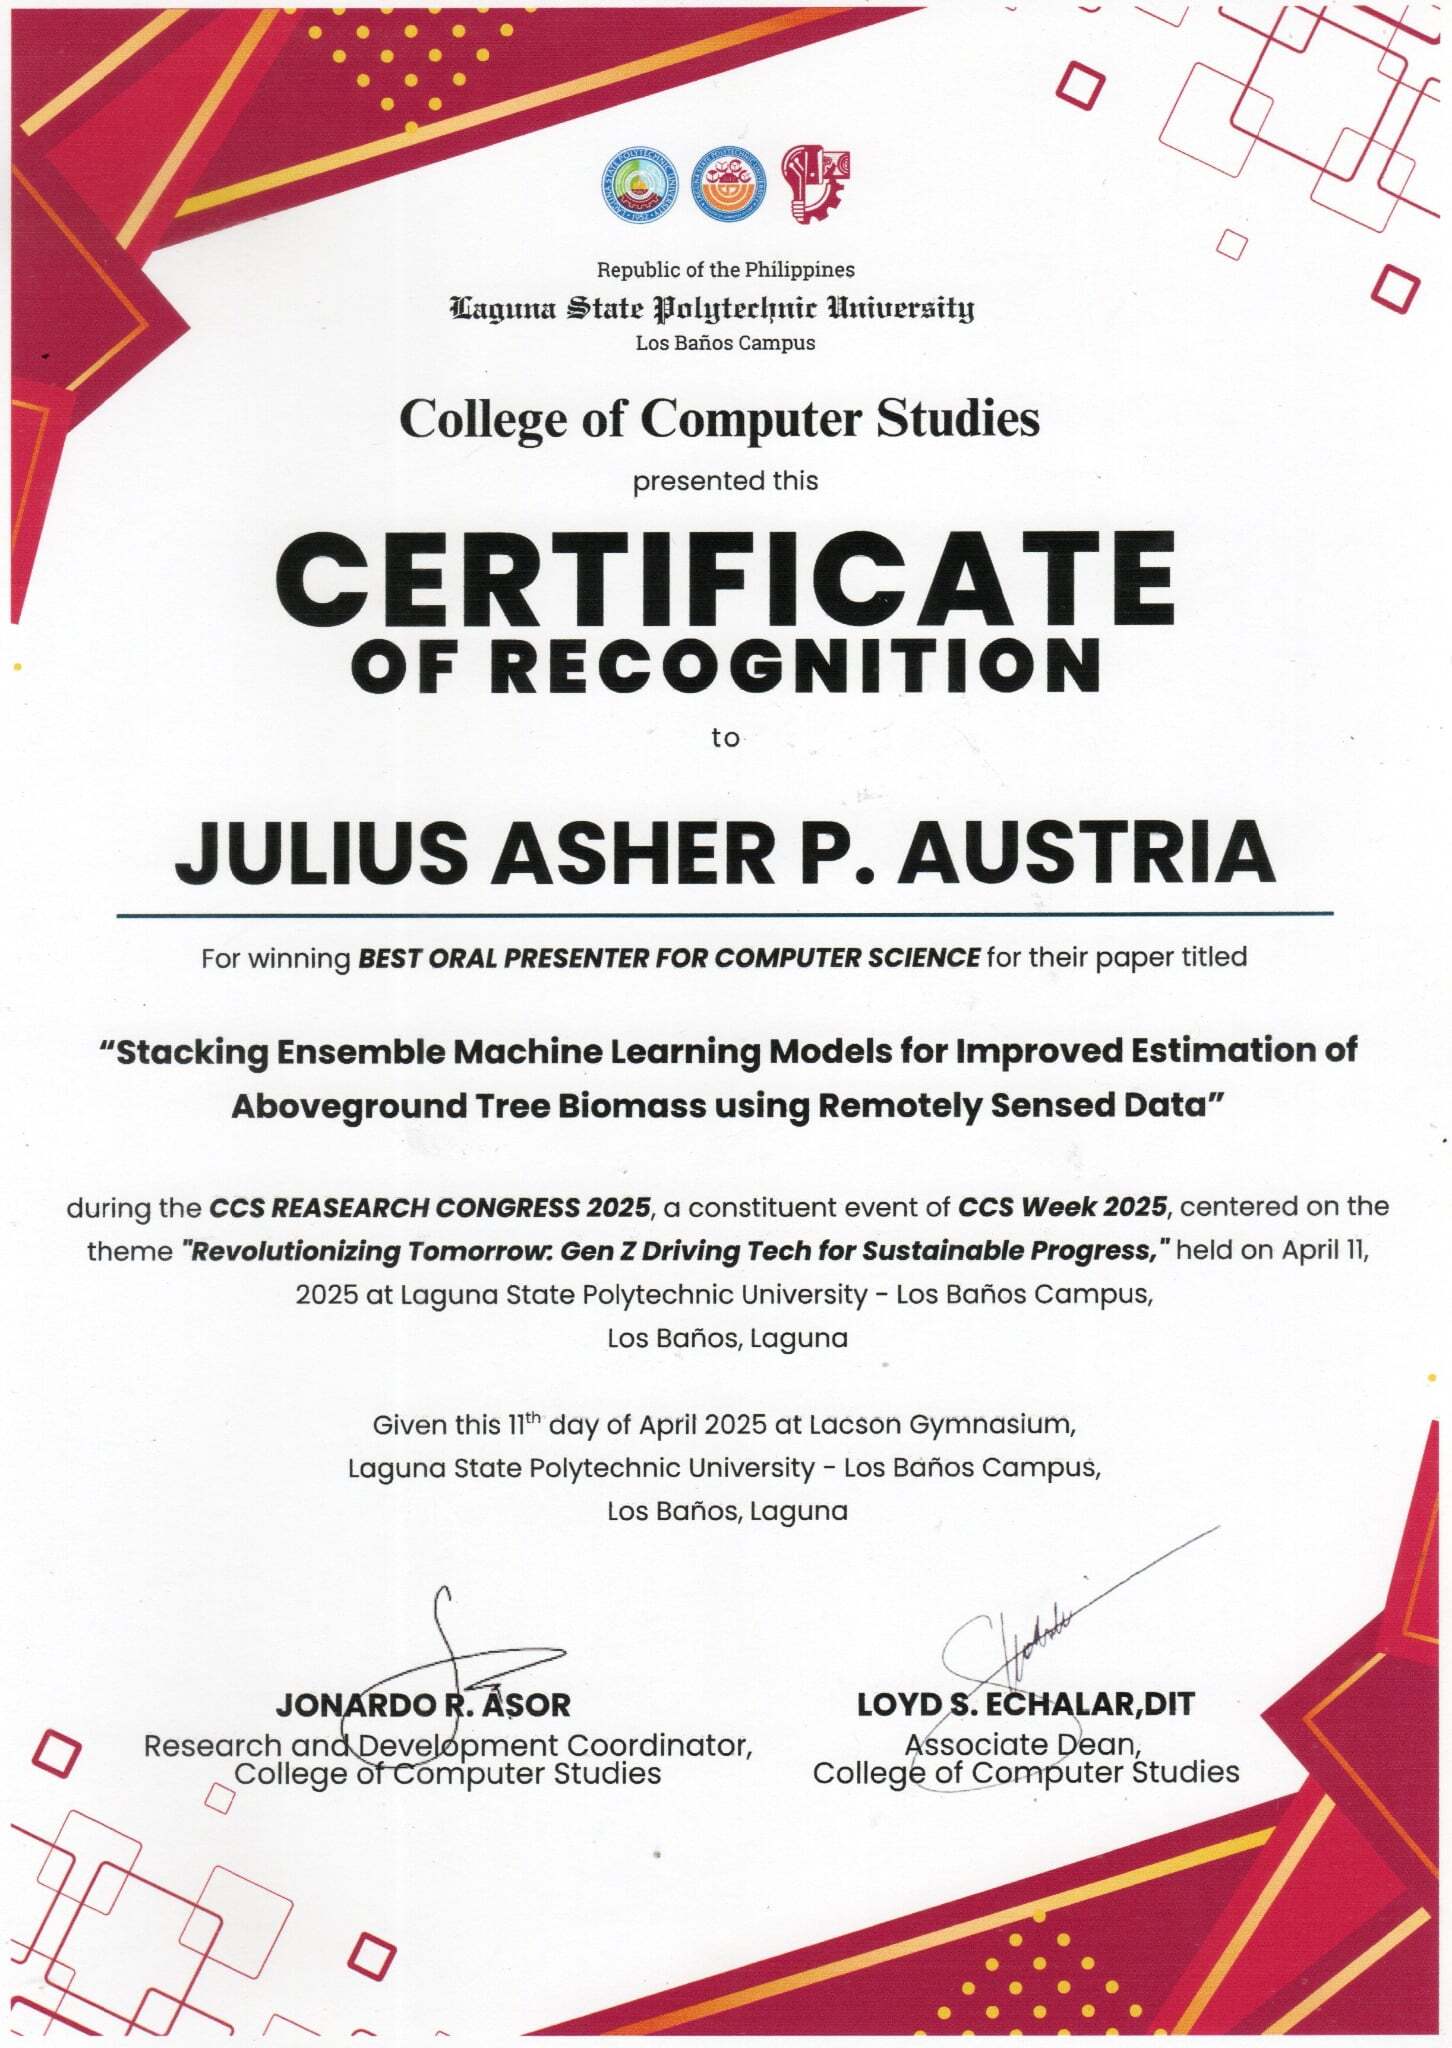 Republic of the Philippines
Laguna State Polytechnic University
Los Baños Campus
College of Computer Studies
presented this
CERTIFICATE
OF RECOGNITION
to
JULIUS ASHER P. AUSTRIA
For winning BEST ORAL PRESENTER FOR COMPUTER SCIENCE for their paper titled
“Stacking Ensemble Machine Learning Models for Improved Estimation of
Aboveground Tree Biomass using Remotely Sensed Data”
during the CCS REASEARCH CONGRESS 2025, a constituent event of CCS Week 2025, centered on the
theme "Revolutionizing Tomorrow: Gen Z Driving Tech for Sustainable Progress," held on April 11,
2025 at Laguna State Polytechnic University - Los Baños Campus,
Los Baños, Laguna
Given this 11th day of April 2025 at Lacson Gymnasium,
Laguna State Polytechnic University - Los Baños Campus,
Los Baños, Laguna
JONARDO R. ASOR
Research and Development Coordinator,
College of Computer Studies
LOYD S. ECHALAR,DIT
Associate Dean,
College of Computer Studies